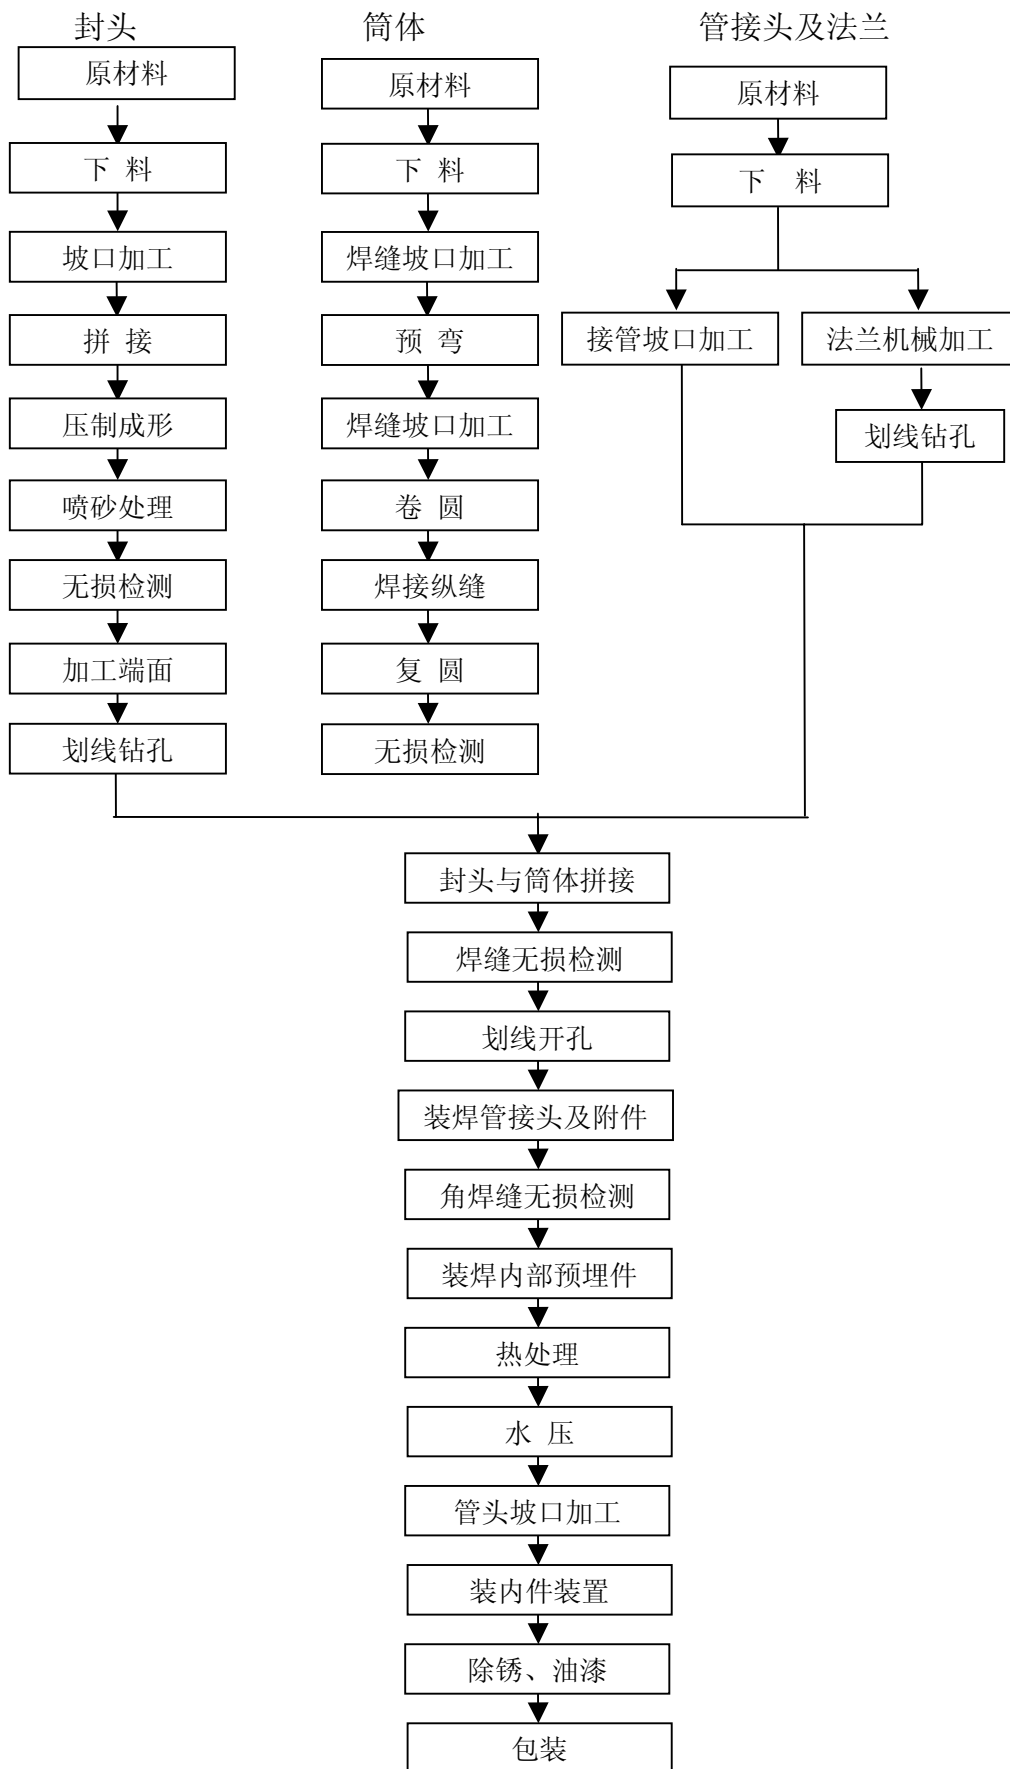 封头
原材料
下 料
坡口加工
拼 接
压制成形
喷砂处理
无损检测
加工端面
划线钻孔
筒体
原材料
下 料
焊缝坡口加工
预 弯
焊缝坡口加工
卷 圆
焊接纵缝
复 圆
无损检测
管接头及法兰
原材料
下 料
接管坡口加工
法兰机械加工
划线钻孔
封头与筒体拼接
焊缝无损检测
划线开孔
装焊管接头及附件
角焊缝无损检测
装焊内部预埋件
热处理
水 压
管头坡口加工
装内件装置
除锈、油漆
包装